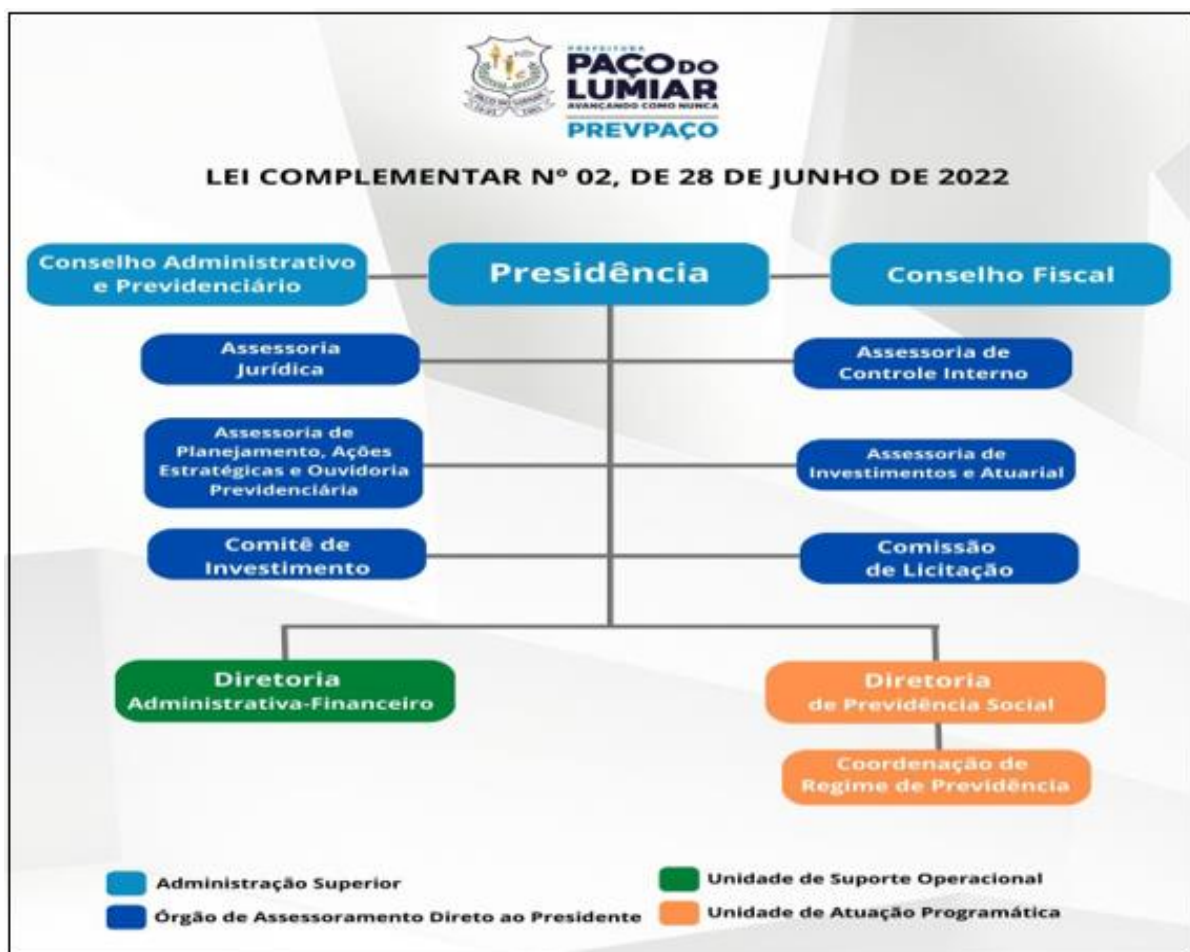 PREFEITURA
PAÇO DO
LUMIAR
AVANÇANDO COMO NUNCA
PREVPAÇO
PAÇO DO LUMIAR
LEI COMPLEMENTAR Nº 02, DE 28 DE JUNHO DE 2022
Conselho Administrativo
e Previdenciário
Presidência
Conselho Fiscal
Assessoria
Jurídica
Assessoria de
Controle Interno
Assessoria de
Planejamento, Ações
Estratégicas e Ouvidoria
Previdenciária
Assessoria de
Investimentos e Atuarial
Comitê de
Investimento
Comissão
de Licitação
Diretoria
Administrativa-Financeiro
Diretoria
de Previdência Social
Coordenação de
Regime de Previdência
Administração Superior
Unidade de Suporte Operacional
Órgão de Assessoramento Direto ao Presidente
Unidade de Atuação Programática